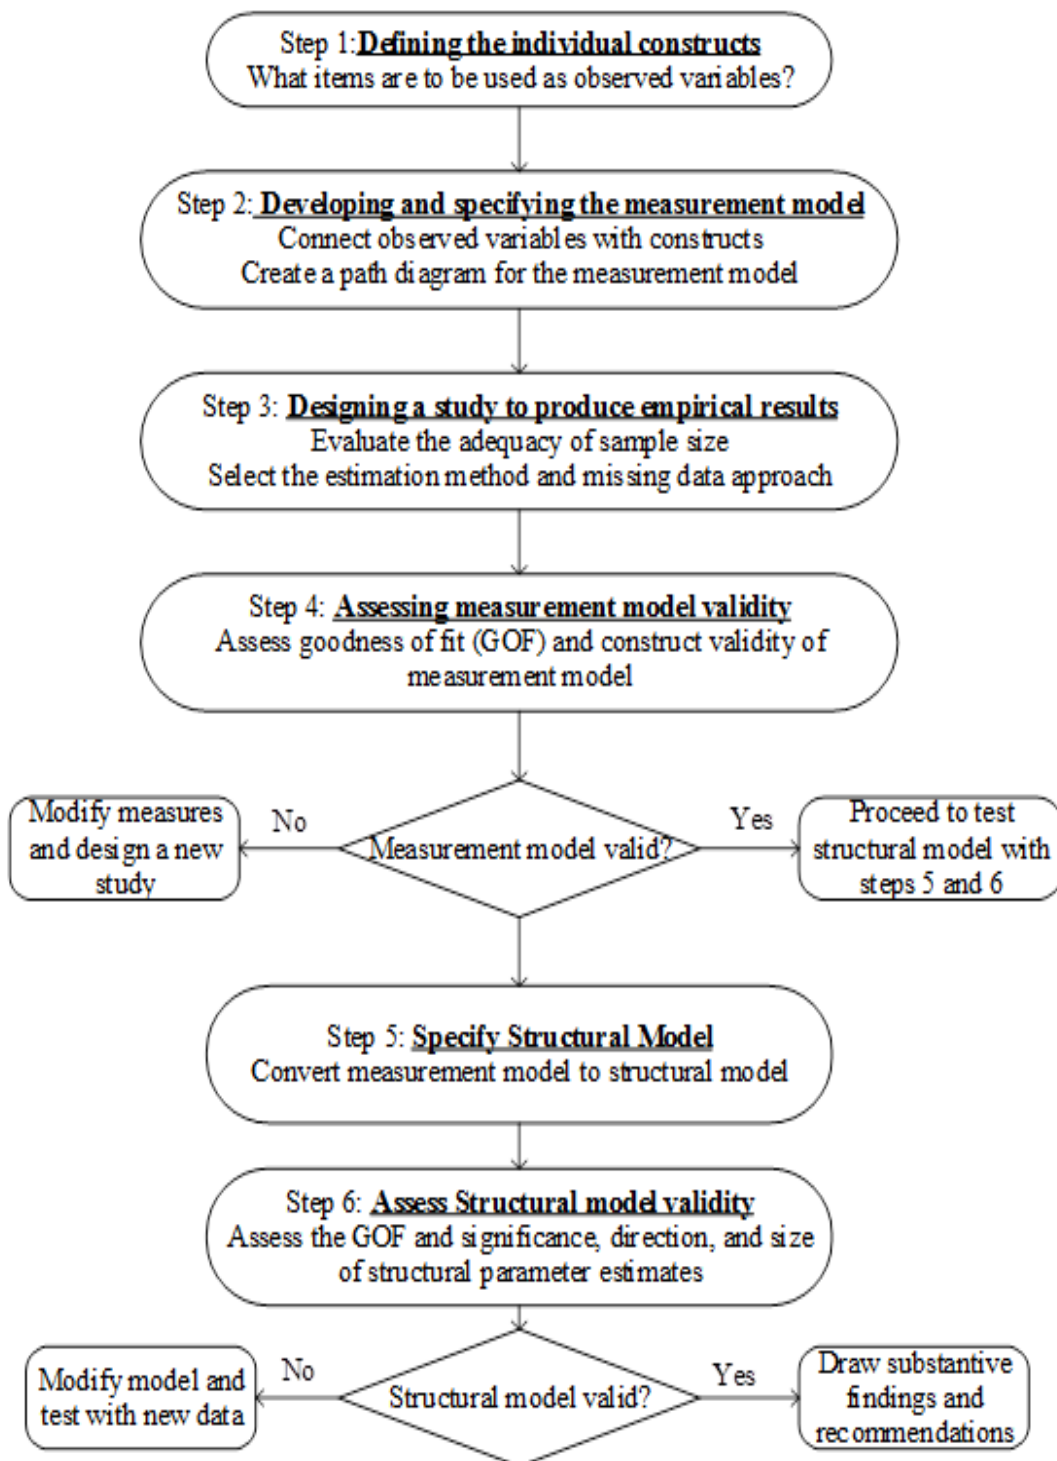 Step 1:Defining the individual constructs
What items are to be used as observed variables?
Step 2: Developing and specifying the measurement model
Connect observed variables with constructs
Create a path diagram for the measurement model
Step 3: Designing a study to produce empirical results
Evaluate the adequacy of sample size
Select the estimation method and missing data approach
Step 4: Assessing measurement model validity
Assess goodness of fit (GOF) and construct validity of
measurement model
Modify measures
and design a new
study
No
Measurement model valid?
Yes
Proceed to test
structural model with
steps 5 and 6
Step 5: Specify Structural Model
Convert measurement model to structural model
Step 6: Assess Structural model validity
Assess the GOF and significance, direction, and size
of structural parameter estimates
Modify model and
test with new data
No
Structural model valid?
Yes
Draw substantive
findings and
recommendations